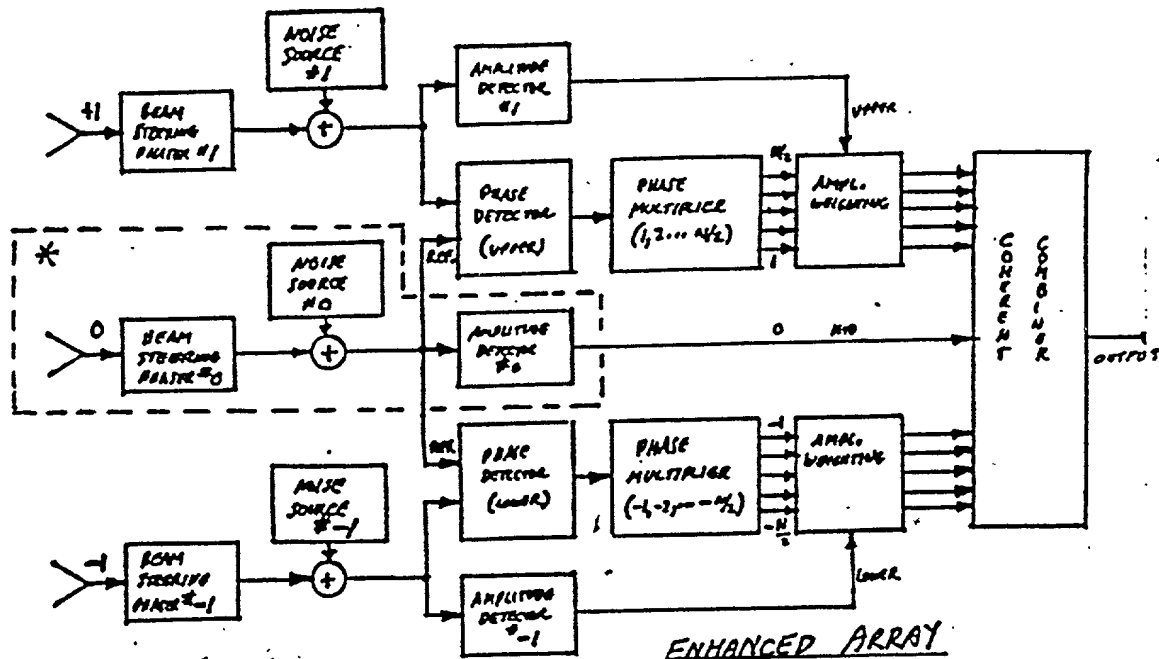 NOISE
SOURCE
#1
AMPLITUDE
DETECTOR
#1
+1
BEAM
STEERING
PHASER #1
+
UPPER
PHASE
DETECTOR
(UPPER)
REF.
PHASE
MULTIPLIER
(1, 2 ... N/2)
N/2
1
AMPL.
WEIGHTING
COHERENT
COMBINER
*
NOISE
SOURCE
#0
0
BEAM
STEERING
PHASER #0
+
AMPLITUDE
DETECTOR
#0
0
OUTPUT
REF.
PHASE
DETECTOR
(LOWER)
PHASE
MULTIPLIER
(-1, -2, ... -N/2)
-1
-N/2
AMPL.
WEIGHTING
NOISE
SOURCE
#-1
-1
BEAM
STEERING
PHASER #-1
+
AMPLITUDE
DETECTOR
#-1
LOWER
ENHANCED ARRAY